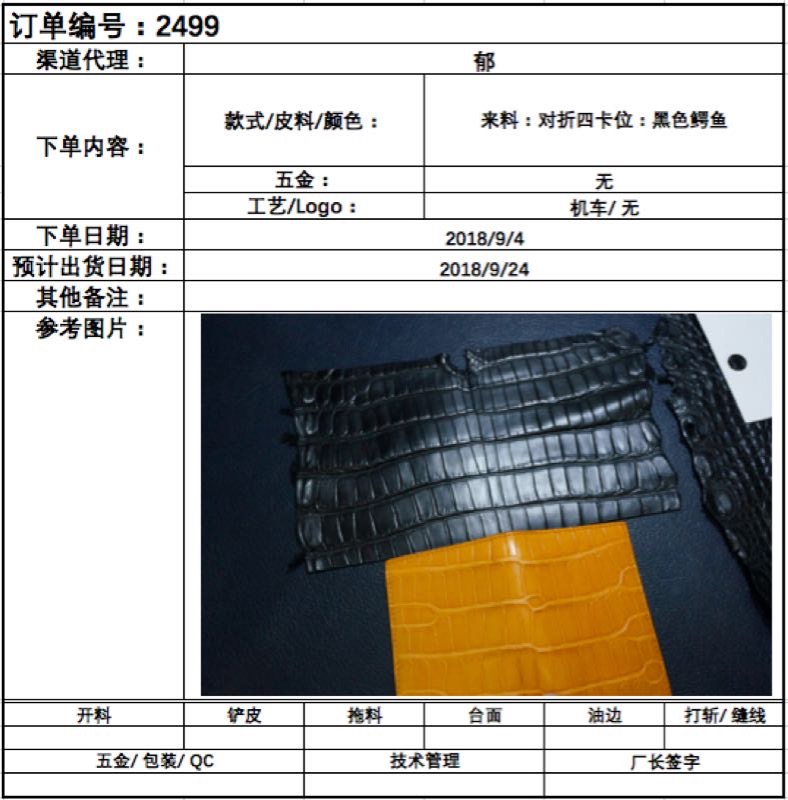 订单编号：2499
渠道代理： 郁
下单内容： 款式/皮料/颜色： 来料：对折四卡位：黑色鳄鱼
五金： 无
工艺/Logo： 机车/ 无
下单日期： 2018/9/4
预计出货日期： 2018/9/24
其他备注：
参考图片：
开料 铲皮 拖料 台面 油边 打斩/ 缝线
五金/ 包装/ QC 技术管理 厂长签字